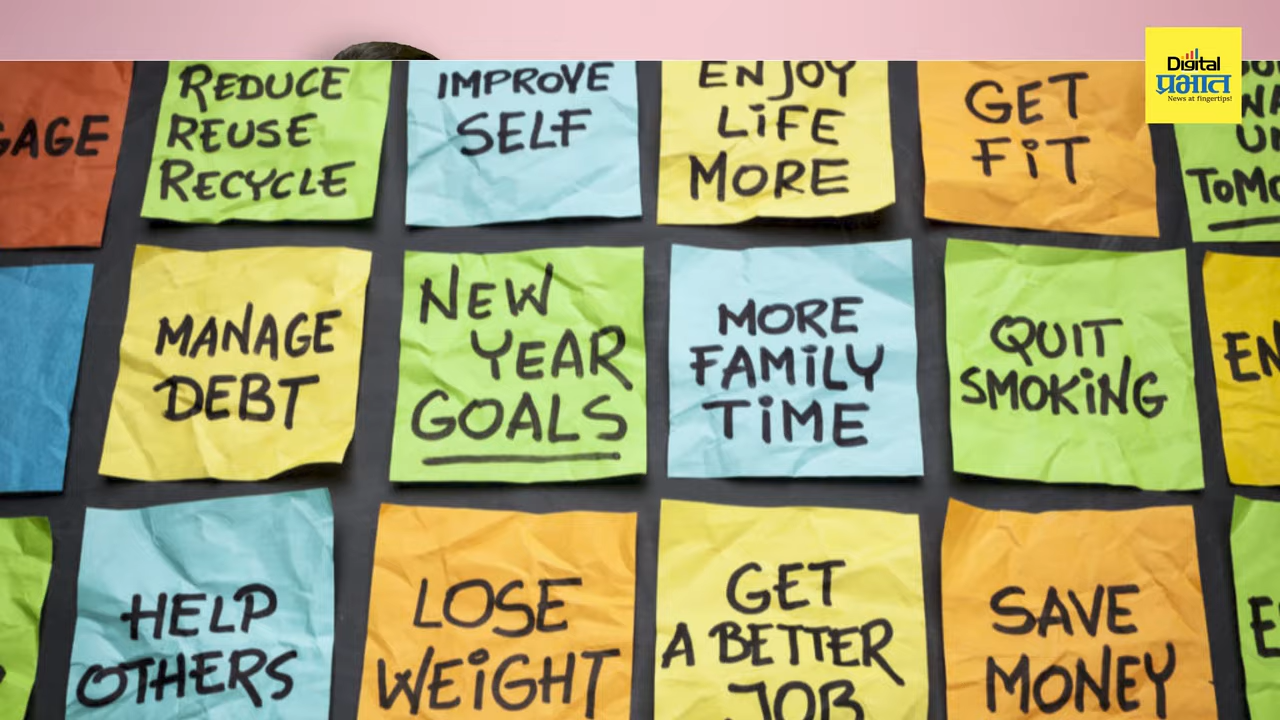 Digital
प्रभात
News at fingertips!
REDUCE
REUSE
RECYCLE
IMPROVE
SELF
ENJOY
LIFE
MORE
GET
FIT
MANAGE
DEBT
NEW
YEAR
GOALS
MORE
FAMILY
TIME
QUIT
SMOKING
HELP
OTHERS
LOSE
WEIGHT
GET
A BETTER
JOB
SAVE
MONEY